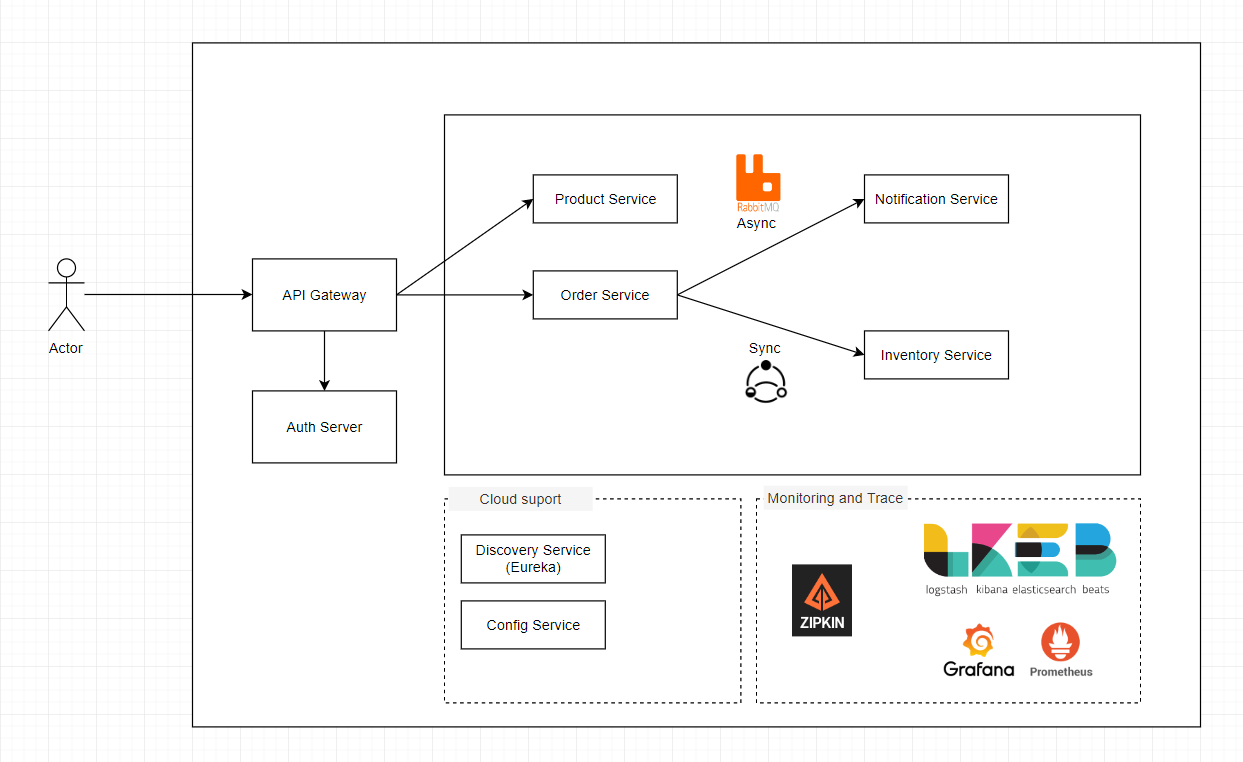 Product Service
RabbitMQ
Async
Notification Service
API Gateway
Order Service
Actor
Sync
Inventory Service
Auth Server
Cloud suport
Discovery Service
(Eureka)
Config Service
Monitoring and Trace
ZIPKIN
LKEB
logstash kibana elasticsearch beats
Grafana
Prometheus